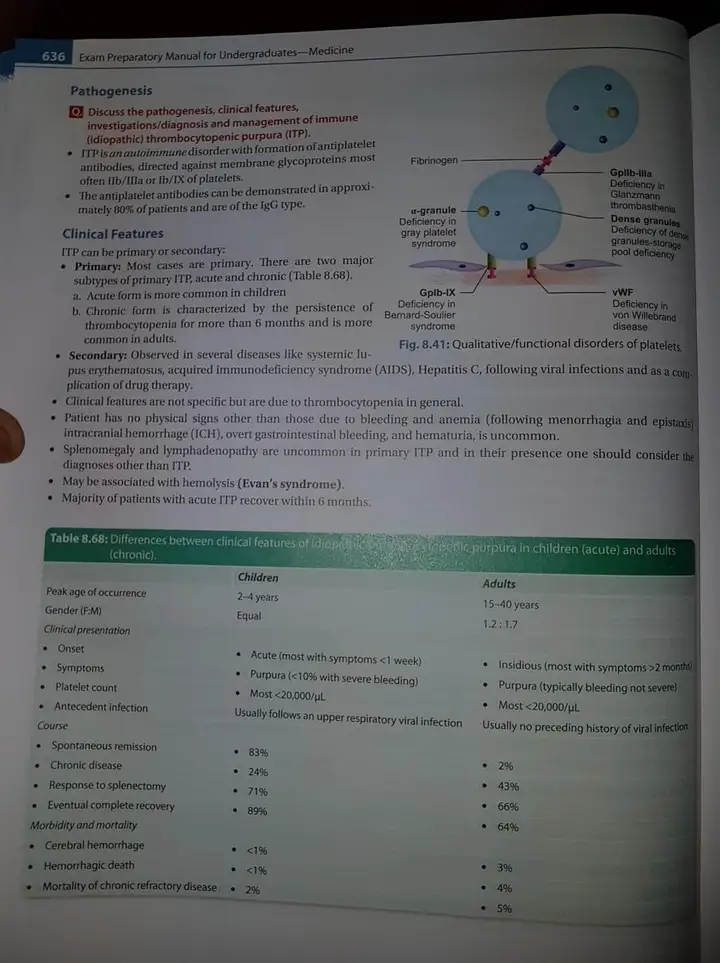 636 Exam Preparatory Manual for Undergraduates—Medicine
Pathogenesis
Q. Discuss the pathogenesis, clinical features,
investigations/diagnosis and management of immune
(idiopathic) thrombocytopenic purpura (ITP).
• ITP is an autoimmune disorder with formation of antiplatelet
antibodies, directed against membrane glycoproteins most
often IIb/IIIa or Ib/IX of platelets.
• The antiplatelet antibodies can be demonstrated in approxi-
mately 80% of patients and are of the IgG type.
Clinical Features
ITP can be primary or secondary:
• Primary: Most cases are primary. There are two major
subtypes of primary ITP, acute and chronic (Table 8.68).
a. Acute form is more common in children
b. Chronic form is characterized by the persistence of
thrombocytopenia for more than 6 months and is more
common in adults.
Fibrinogen
GpIIb-IIIa
Deficiency in
Glanzmann
thrombasthenia
α-granule
Deficiency in
gray platelet
syndrome
Dense granules
Deficiency of dense
granules-storage
pool deficiency
GpIb-IX
Deficiency in
Bernard-Soulier
syndrome
vWF
Deficiency in
von Willebrand
disease
Fig. 8.41: Qualitative/functional disorders of platelets.
• Secondary: Observed in several diseases like systemic lu-
pus erythematosus, acquired immunodeficiency syndrome (AIDS), Hepatitis C, following viral infections and as a com-
plication of drug therapy.
• Clinical features are not specific but are due to thrombocytopenia in general.
• Patient has no physical signs other than those due to bleeding and anemia (following menorrhagia and epistaxis)
intracranial hemorrhage (ICH), overt gastrointestinal bleeding, and hematuria, is uncommon.
• Splenomegaly and lymphadenopathy are uncommon in primary ITP and in their presence one should consider the
diagnoses other than ITP.
• May be associated with hemolysis (Evan's syndrome).
• Majority of patients with acute ITP recover within 6 months.
Table 8.68: Differences between clinical features of purpura in children (acute) and adults
(chronic).
Children Adults
Peak age of occurrence 2–4 years 15–40 years
Gender (F:M) Equal 1.2 : 1.7
Clinical presentation
• Onset • Acute (most with symptoms <1 week) • Insidious (most with symptoms >2 months)
• Symptoms • Purpura (<10% with severe bleeding) • Purpura (typically bleeding not severe)
• Platelet count • Most <20,000/µL • Most <20,000/µL
• Antecedent infection Usually follows an upper respiratory viral infection Usually no preceding history of viral infection
Course
• Spontaneous remission • 83% • 2%
• Chronic disease • 24% • 43%
• Response to splenectomy • 71% • 66%
• Eventual complete recovery • 89% • 64%
Morbidity and mortality
• Cerebral hemorrhage • <1% • 3%
• Hemorrhagic death • <1% • 4%
• Mortality of chronic refractory disease • 2% • 5%